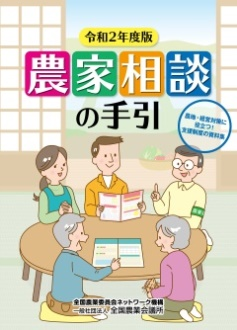 令和2年度版
農家相談
の手引
農地・経営対策に
役立つ!
支援制度の資料集
全国農業委員会ネットワーク機構
一般社団法人 全国農業会議所